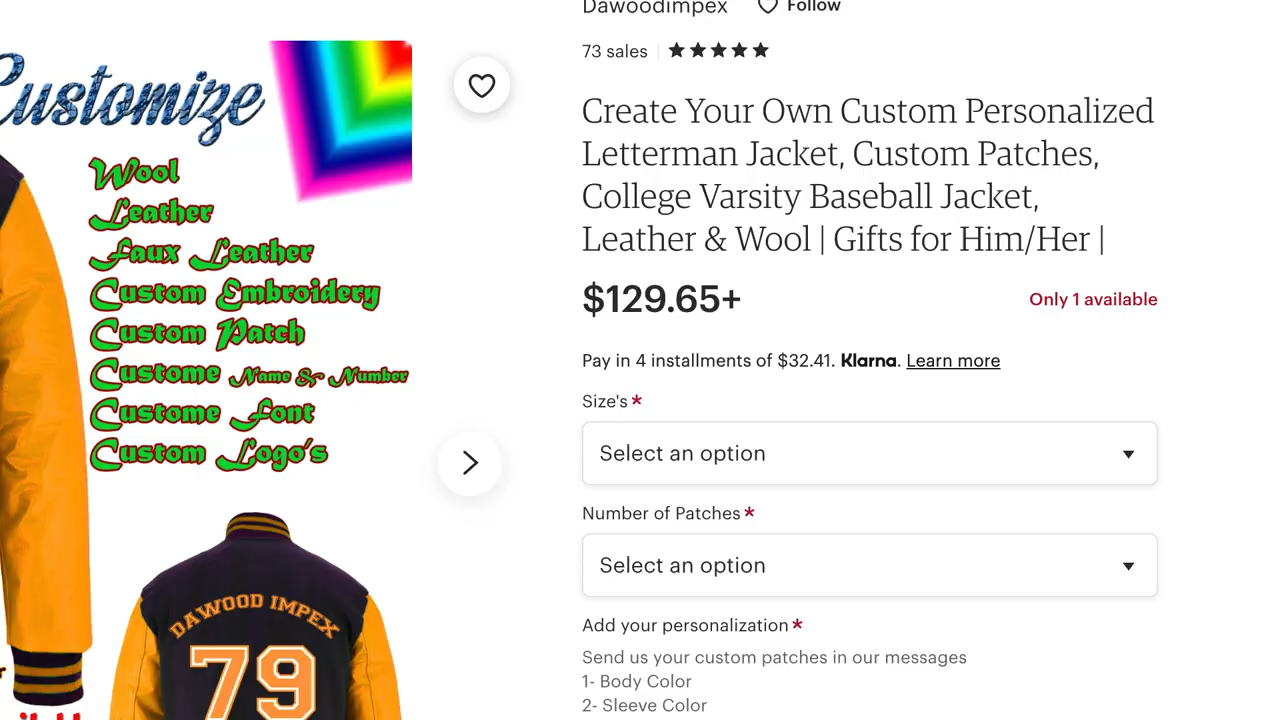 Customize
Wool
Leather
Faux Leather
Custom Embroidery
Custom Patch
Custome Name & Number
Custome Font
Custom Logo's
DAWOOD IMPEX
79
Dawoodimpex
Follow
73 sales
Create Your Own Custom Personalized
Letterman Jacket, Custom Patches,
College Varsity Baseball Jacket,
Leather & Wool | Gifts for Him/Her |
$129.65+
Only 1 available
Pay in 4 installments of $32.41. Klarna. Learn more
Size's *
Select an option
Number of Patches *
Select an option
Add your personalization *
Send us your custom patches in our messages
1- Body Color
2- Sleeve Color